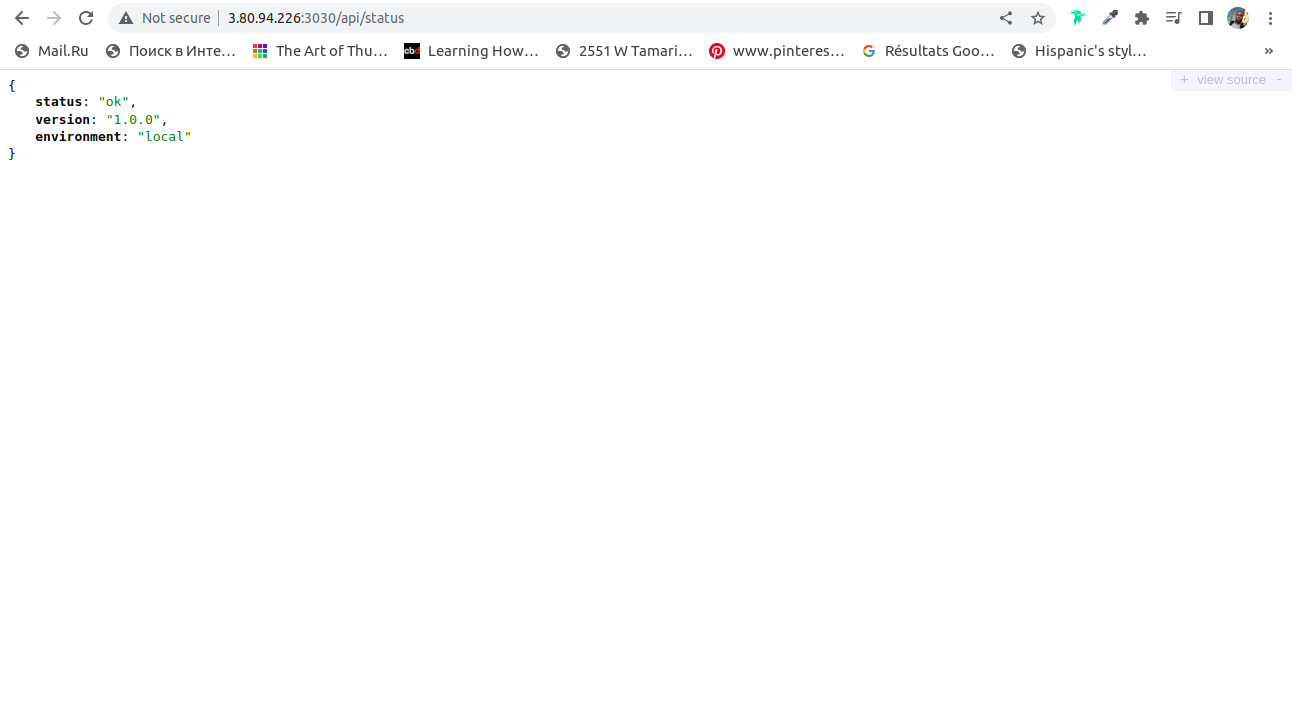 Not secure 3.80.94.226:3030/api/status
Mail.Ru Поиск в Инте... The Art of Thu... cbd Learning How... 2551 W Tamari... www.pinteres... Résultats Goo... Hispanic's styl... »
+ view source -
{
status: "ok",
version: "1.0.0",
environment: "local"
}